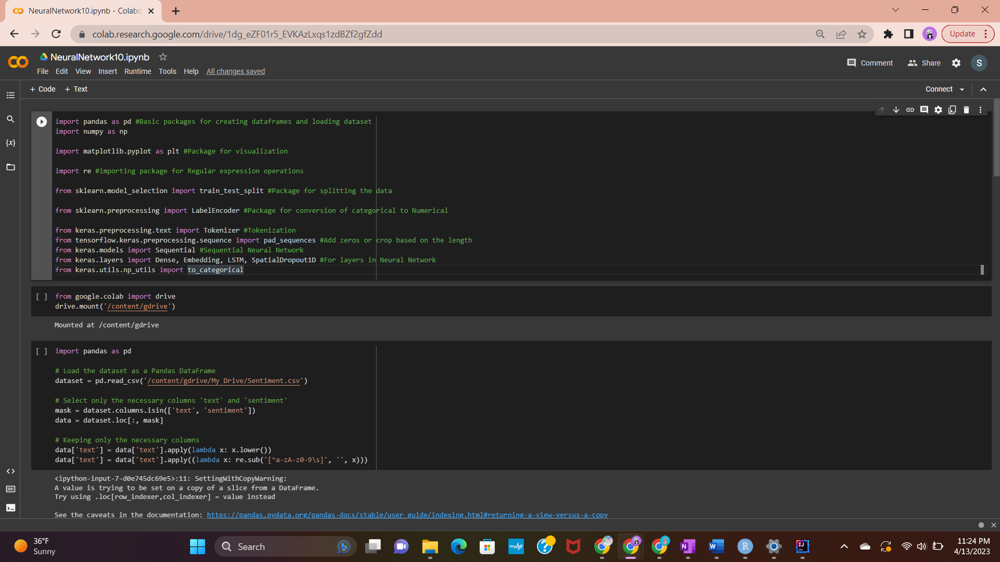 NeuralNetwork10.ipynb - Colabo
colab.research.google.com/drive/1dg_eZF01r5_EVKAzLxqs1zdBZf2gfZdd
Update
NeuralNetwork10.ipynb
Comment
Share
S
File Edit View Insert Runtime Tools Help All changes saved
+ Code + Text
Connect
import pandas as pd #Basic packages for creating dataframes and loading dataset
import numpy as np
import matplotlib.pyplot as plt #Package for visualization
import re #importing package for Regular expression operations
from sklearn.model_selection import train_test_split #Package for splitting the data
from sklearn.preprocessing import LabelEncoder #Package for conversion of categorical to Numerical
from keras.preprocessing.text import Tokenizer #Tokenization
from tensorflow.keras.preprocessing.sequence import pad_sequences #Add zeros or crop based on the length
from keras.models import Sequential #Sequential Neural Network
from keras.layers import Dense, Embedding, LSTM, SpatialDropout1D #For layers in Neural Network
from keras.utils.np_utils import to_categorical
[ ] from google.colab import drive
drive.mount('/content/gdrive')
Mounted at /content/gdrive
[ ] import pandas as pd
# Load the dataset as a Pandas DataFrame
dataset = pd.read_csv('/content/gdrive/My Drive/Sentiment.csv')
# Select only the necessary columns 'text' and 'sentiment'
mask = dataset.columns.isin(['text', 'sentiment'])
data = dataset.loc[:, mask]
# Keeping only the necessary columns
data['text'] = data['text'].apply(lambda x: x.lower())
data['text'] = data['text'].apply((lambda x: re.sub('[^a-zA-z0-9\s]', '', x)))
<ipython-input-7-d0e745dc69e5>:11: SettingWithCopyWarning:
A value is trying to be set on a copy of a slice from a DataFrame.
Try using .loc[row_indexer,col_indexer] = value instead
See the caveats in the documentation: https://pandas.pydata.org/pandas-docs/stable/user_guide/indexing.html#returning-a-view-versus-a-copy
36°F
Sunny
Search
myhp
11:24 PM
4/13/2023